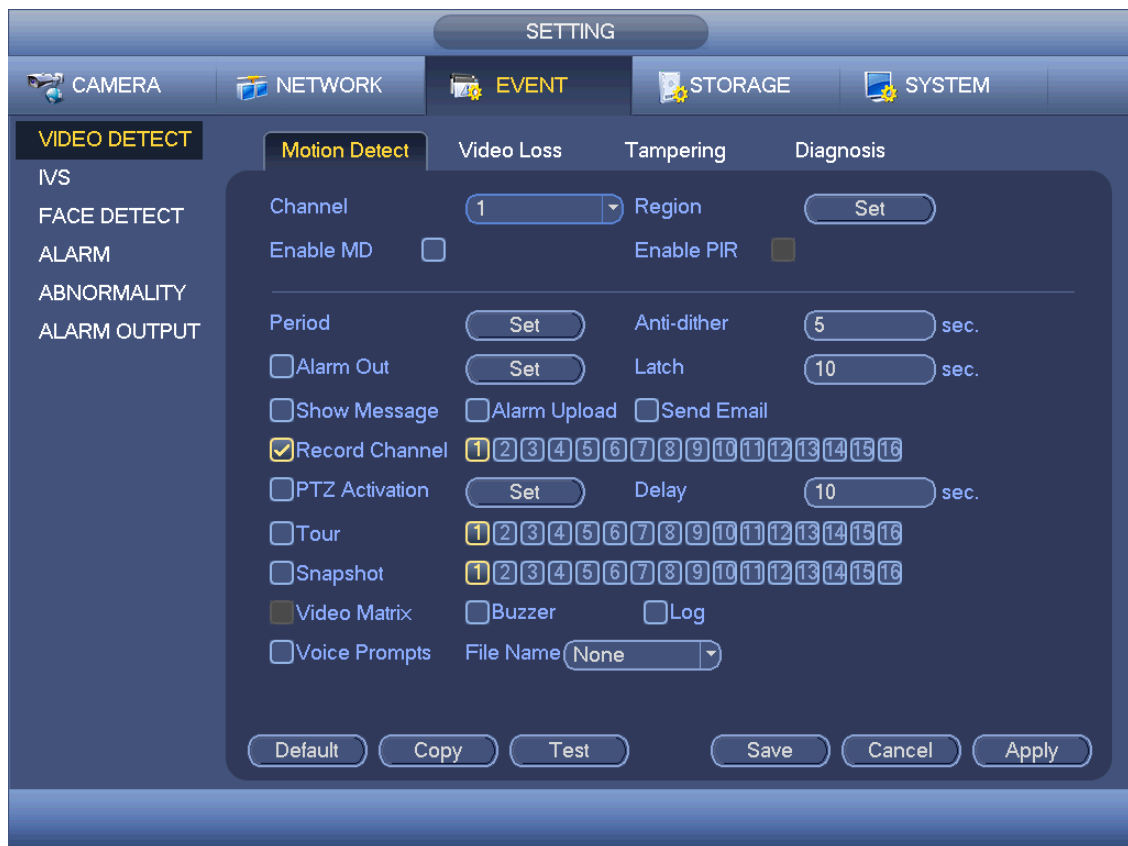 SETTING
CAMERA NETWORK EVENT STORAGE SYSTEM
VIDEO DETECT
IVS
FACE DETECT
ALARM
ABNORMALITY
ALARM OUTPUT
Motion Detect Video Loss Tampering Diagnosis
Channel 1 Region Set
Enable MD Enable PIR
Period Set Anti-dither 5 sec.
Alarm Out Set Latch 10 sec.
Show Message Alarm Upload Send Email
Record Channel 1 2 3 4 5 6 7 8 9 10 11 12 13 14 15 16
PTZ Activation Set Delay 10 sec.
Tour 1 2 3 4 5 6 7 8 9 10 11 12 13 14 15 16
Snapshot 1 2 3 4 5 6 7 8 9 10 11 12 13 14 15 16
Video Matrix Buzzer Log
Voice Prompts File Name None
Default Copy Test Save Cancel Apply